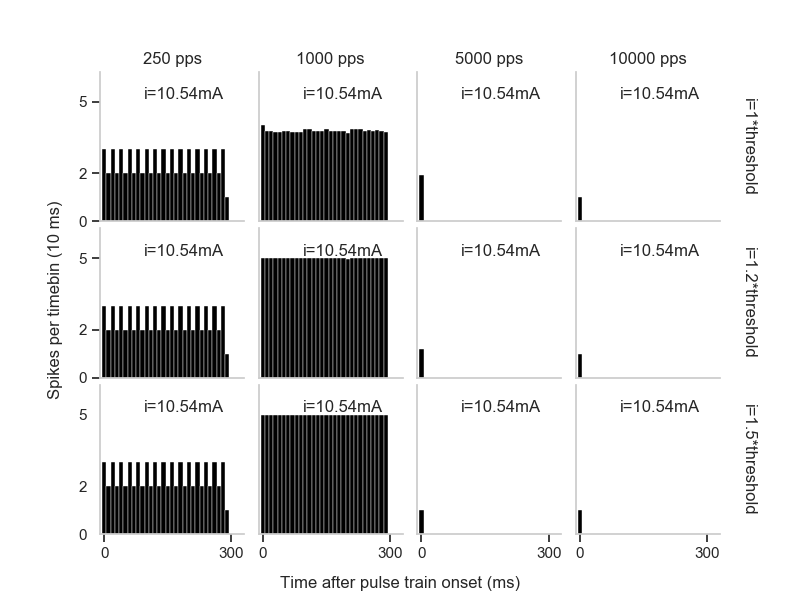 250 pps 1000 pps 5000 pps 10000 pps
i=10.54mA i=10.54mA i=10.54mA i=10.54mA
i=1*threshold
5
2
0
i=10.54mA i=10.54mA i=10.54mA i=10.54mA
i=1.2*threshold
5
2
0
Spikes per timebin (10 ms)
i=10.54mA i=10.54mA i=10.54mA i=10.54mA
i=1.5*threshold
5
2
0
0 300 0 300 0 300 0 300
Time after pulse train onset (ms)